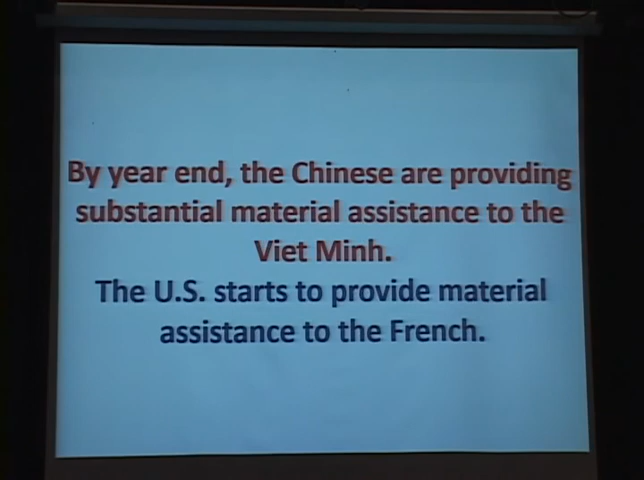 By year end, the Chinese are providing
substantial material assistance to the
Viet Minh.
The U.S. starts to provide material
assistance to the French.